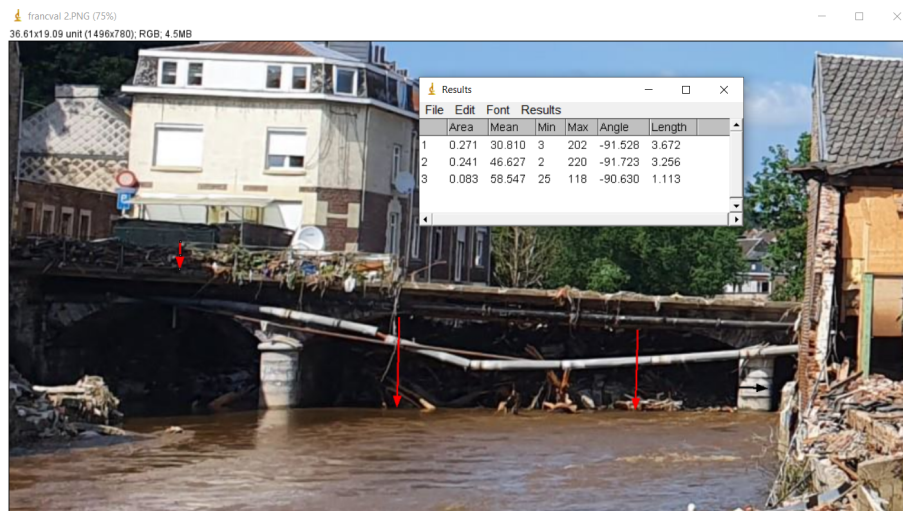 francval 2.PNG (75%)
36.61x19.09 unit (1496x780); RGB; 4.5MB
Results
File Edit Font Results
Area Mean Min Max Angle Length
1 0.271 30.810 3 202 -91.528 3.672
2 0.241 46.627 2 220 -91.723 3.256
3 0.083 58.547 25 118 -90.630 1.113